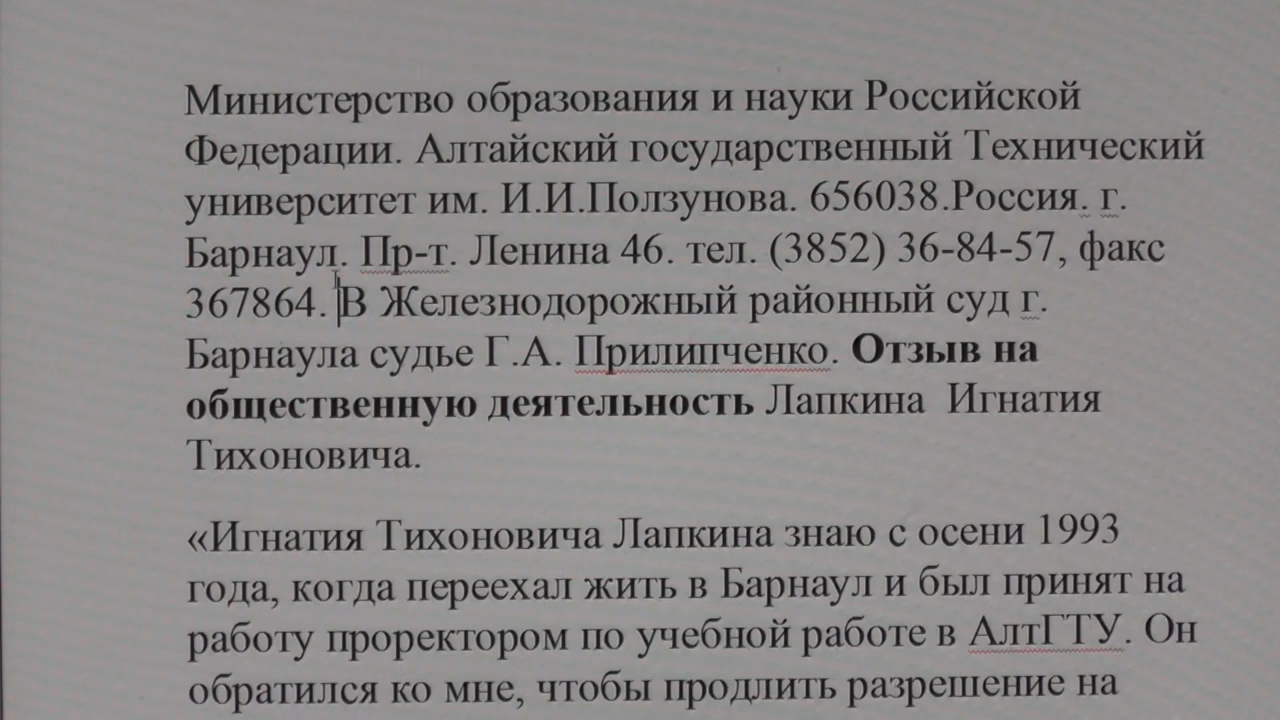 Министерство образования и науки Российской
Федерации. Алтайский государственный Технический
университет им. И.И.Ползунова. 656038.Россия. г.
Барнаул. Пр-т. Ленина 46. тел. (3852) 36-84-57, факс
367864. В Железнодорожный районный суд г.
Барнаула судье Г.А. Прилипченко. Отзыв на
общественную деятельность Лапкина  Игнатия
Тихоновича.
«Игнатия Тихоновича Лапкина знаю с осени 1993
года, когда переехал жить в Барнаул и был принят на
работу проректором по учебной работе в АлтГТУ. Он
обратился ко мне, чтобы продлить разрешение на